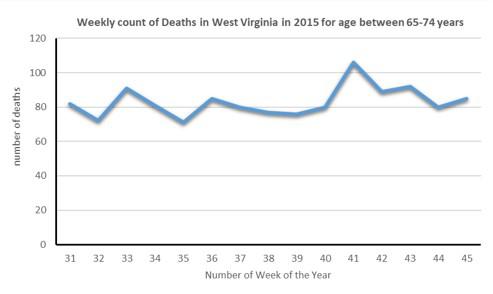 Weekly count of Deaths in West Virginia in 2015 for age between 65-74 years
120
100
80
60
40
20
0
number of deaths
31 32 33 34 35 36 37 38 39 40 41 42 43 44 45
Number of Week of the Year